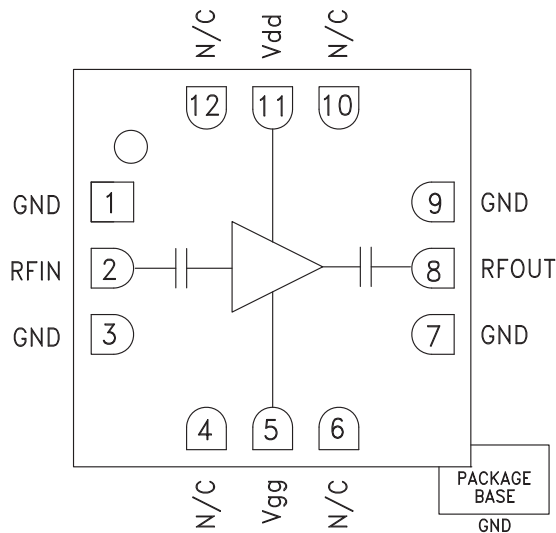 N/C Vdd N/C
12 11 10
GND 1 9 GND
RFIN 2 8 RFOUT
GND 3 7 GND
4 5 6
N/C Vgg N/C
PACKAGE
BASE
GND